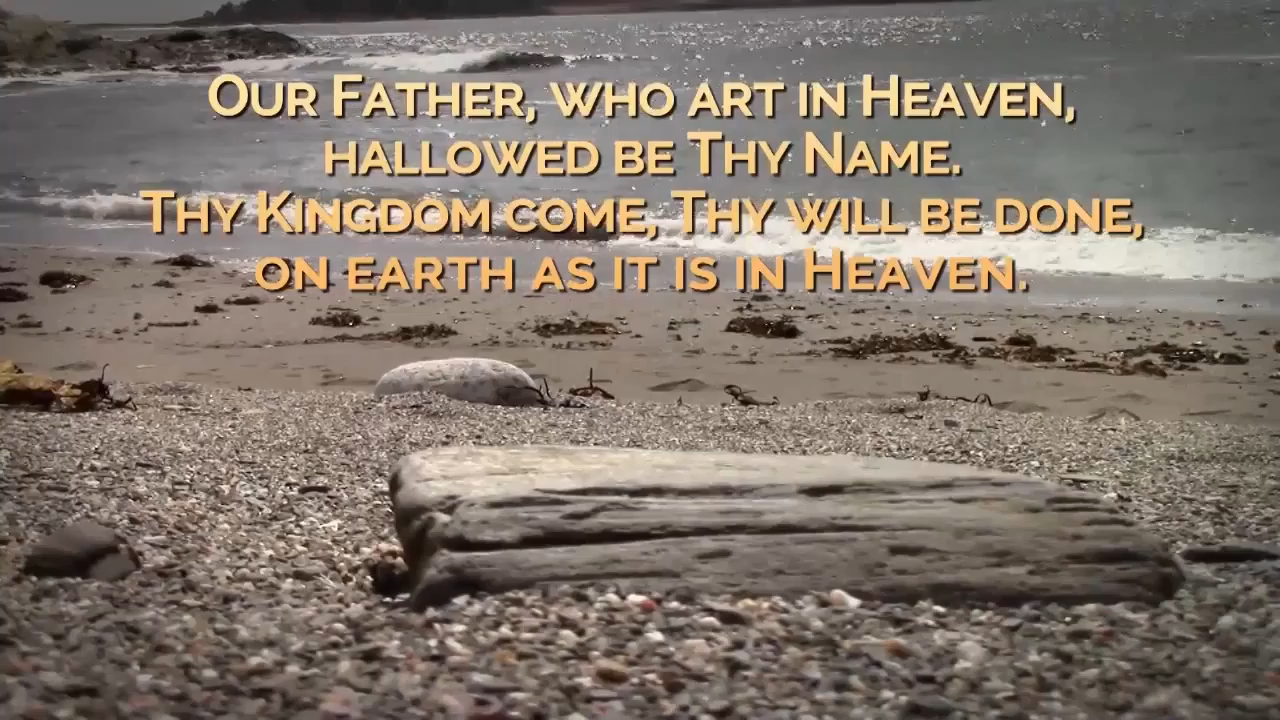 Our Father, who art in Heaven,
hallowed be Thy Name.
Thy Kingdom come, Thy will be done,
on earth as it is in Heaven.